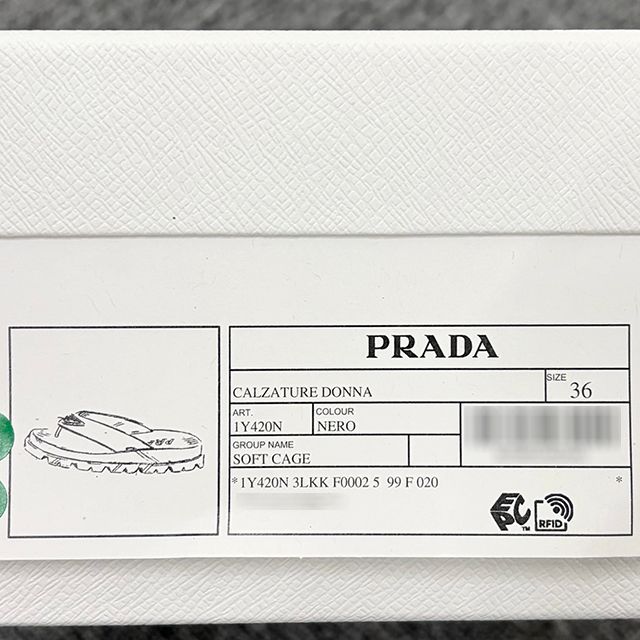 PRADA
CALZATURE DONNA
SIZE
36
ART.
1Y420N
COLOUR
NERO
GROUP NAME
SOFT CAGE
*1Y420N 3LKK F0002 5 99 F 020 *
EPC™
RFID